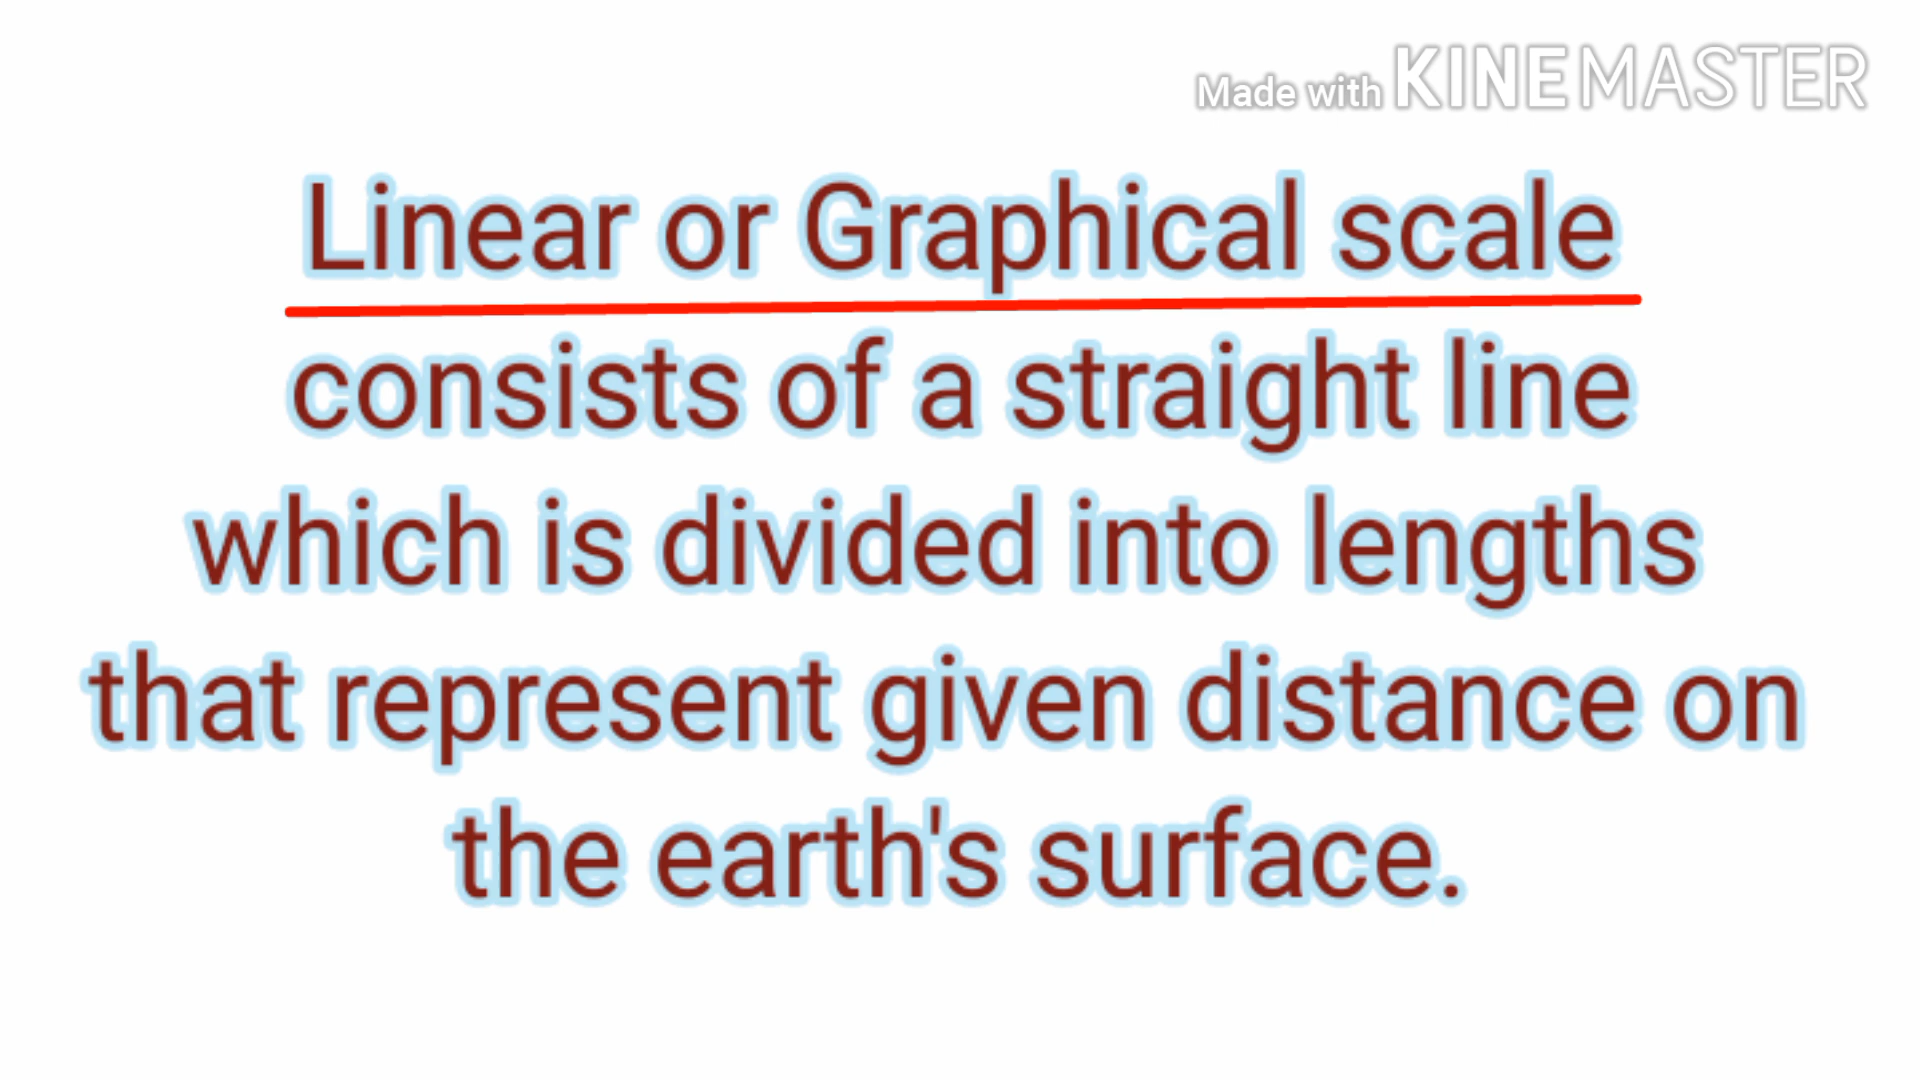 Made with KINEMASTER
Linear or Graphical scale
consists of a straight line
which is divided into lengths
that represent given distance on
the earth's surface.